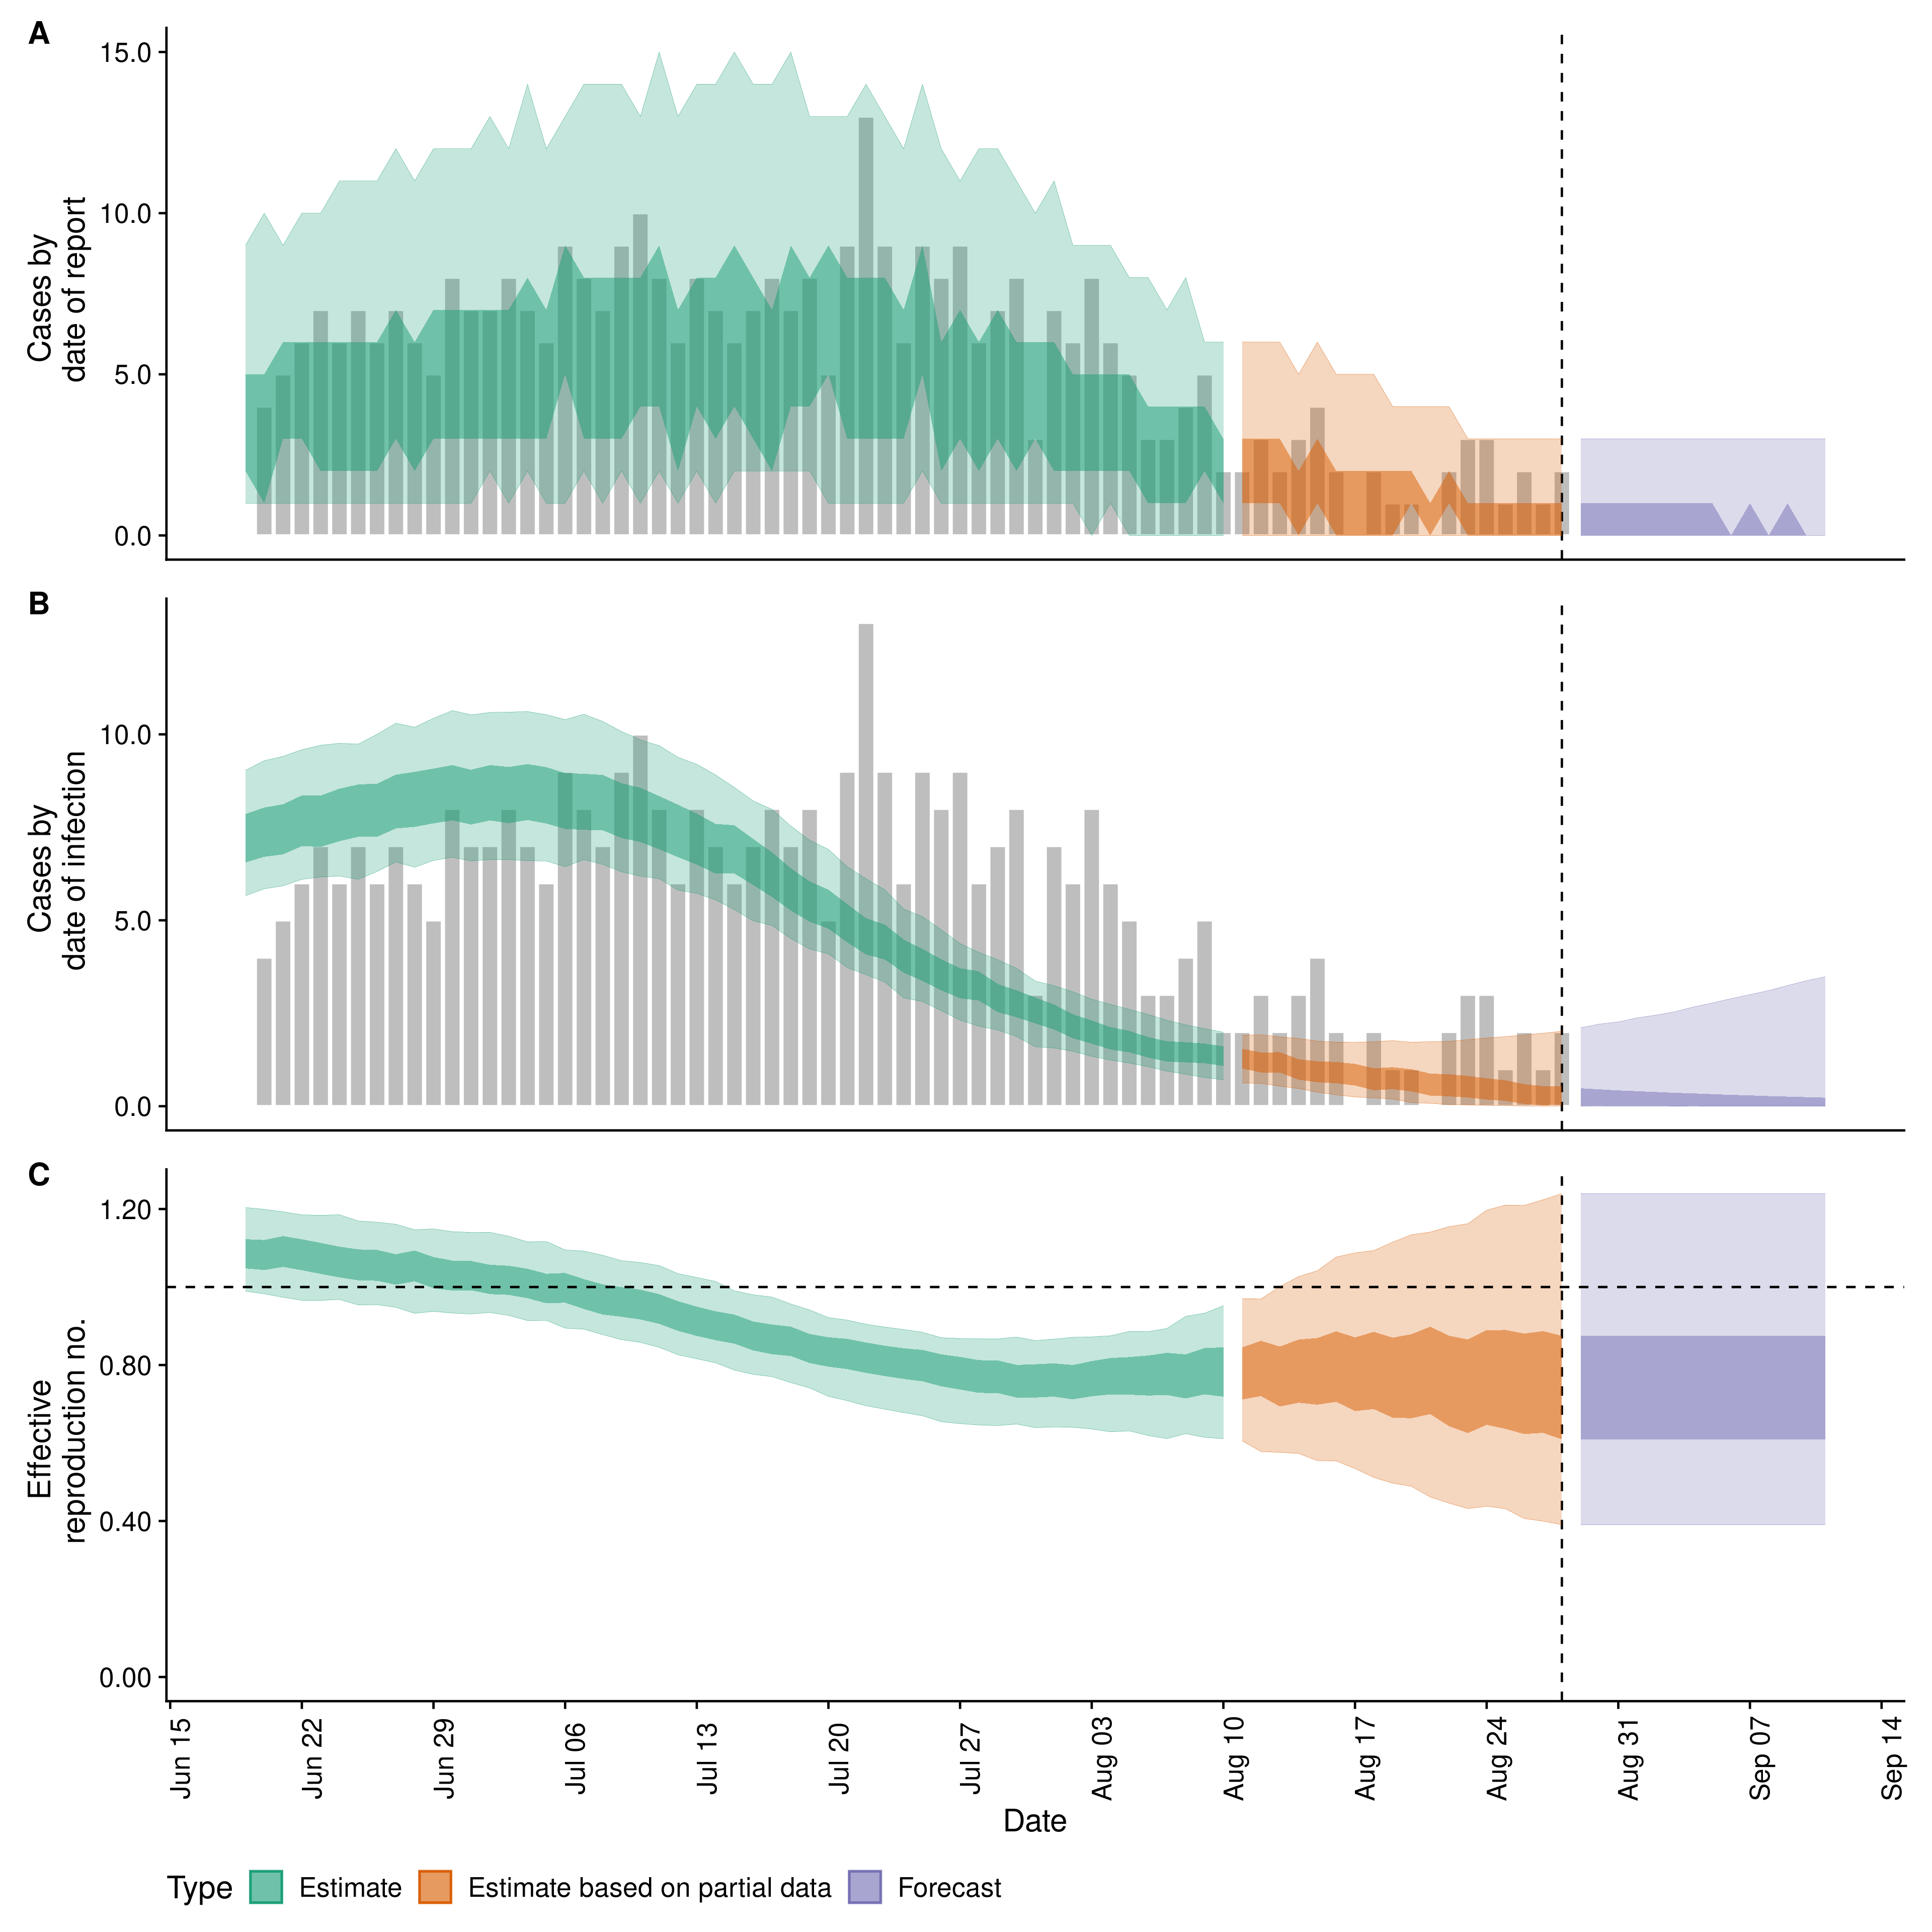 A
15.0
10.0
5.0
0.0
Cases by
date of report
B
10.0
5.0
0.0
Cases by
date of infection
C
1.20
0.80
0.40
0.00
Effective
reproduction no.
Jun 15
Jun 22
Jun 29
Jul 06
Jul 13
Jul 20
Jul 27
Aug 03
Aug 10
Aug 17
Aug 24
Aug 31
Sep 07
Sep 14
Date
Type Estimate Estimate based on partial data Forecast